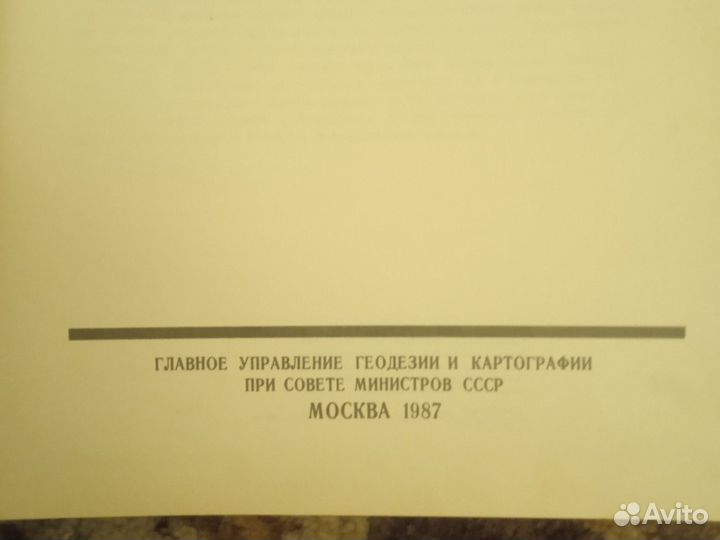 ГЛАВНОЕ УПРАВЛЕНИЕ ГЕОДЕЗИИ И КАРТОГРАФИИ
ПРИ СОВЕТЕ МИНИСТРОВ СССР
МОСКВА 1987
Avito